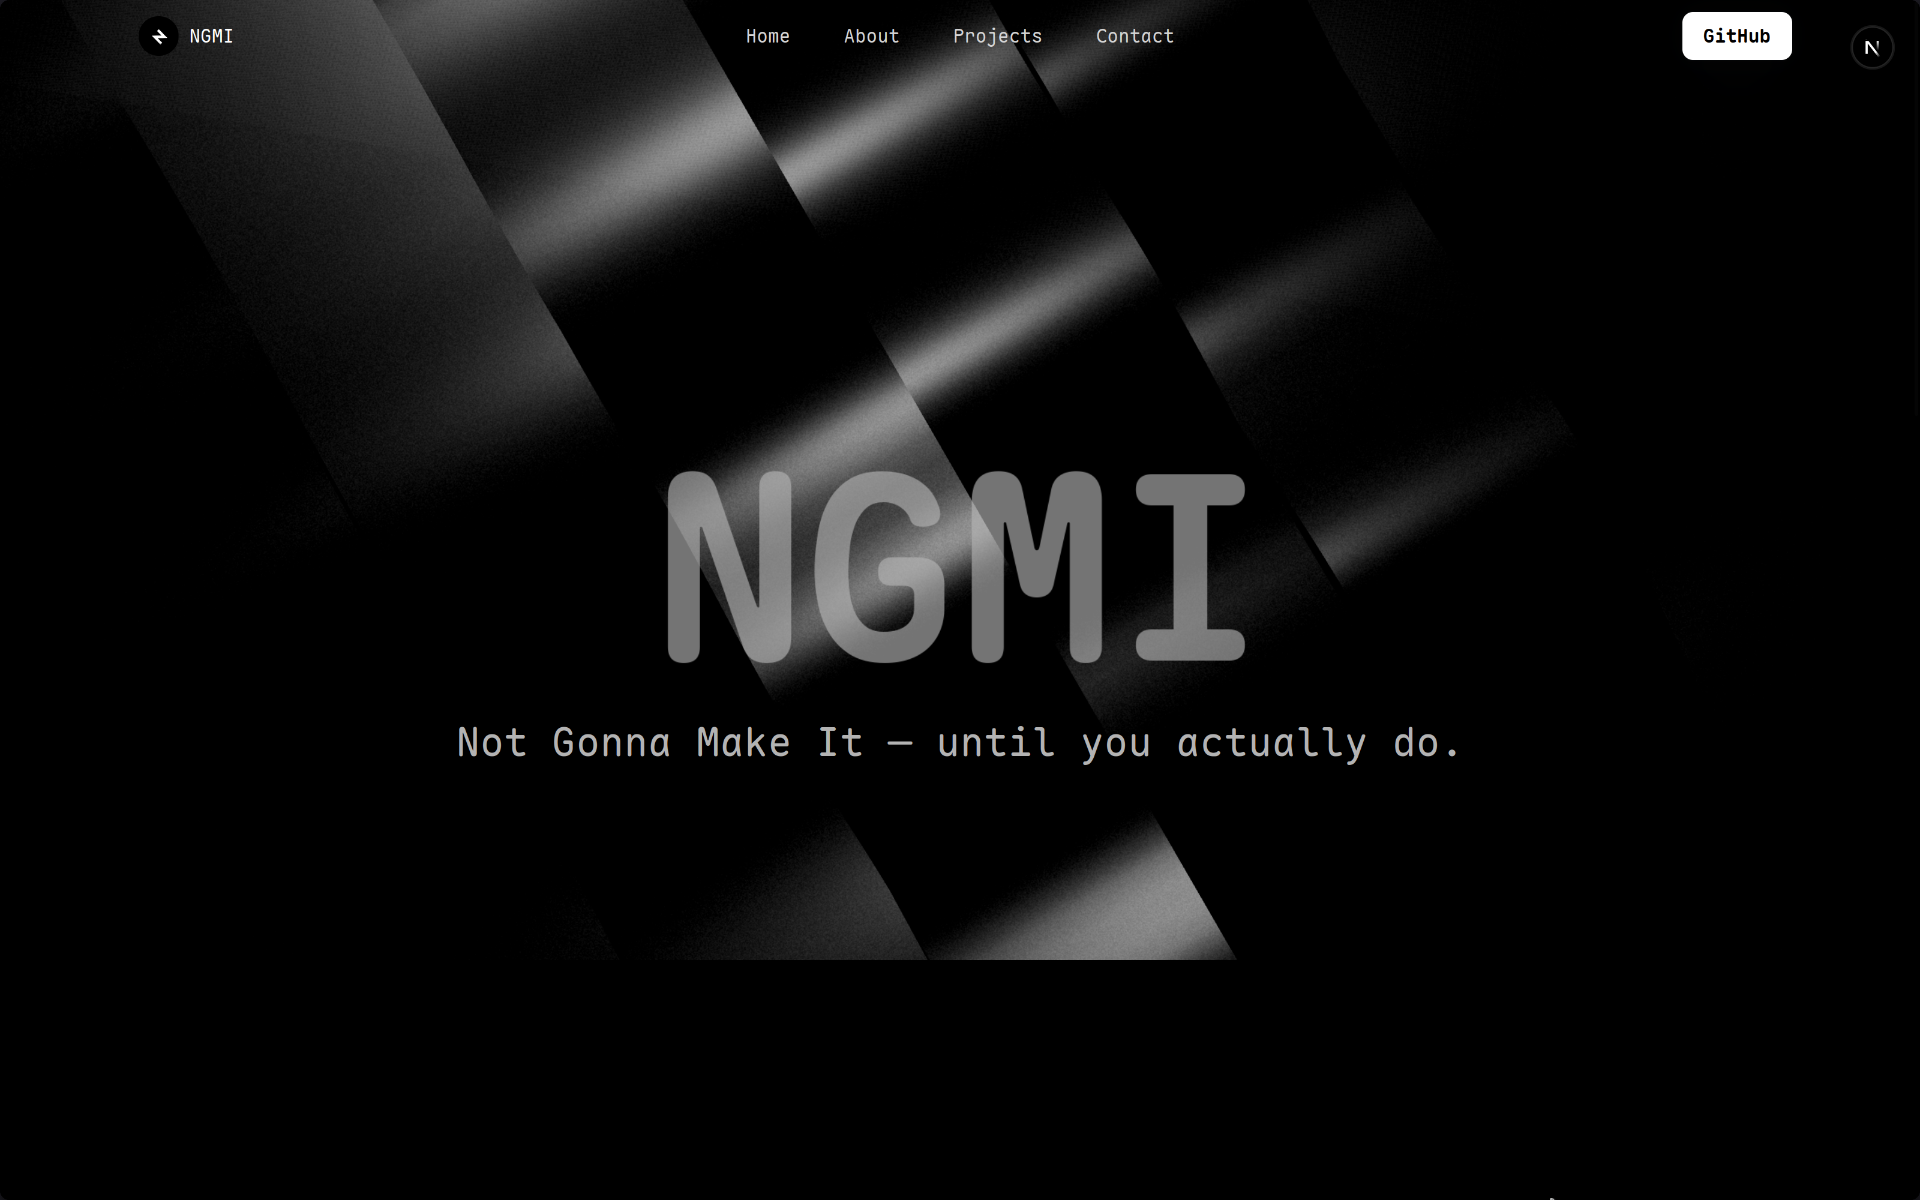 NGMI
Home About Projects Contact
GitHub
N
NGMI
Not Gonna Make It — until you actually do.